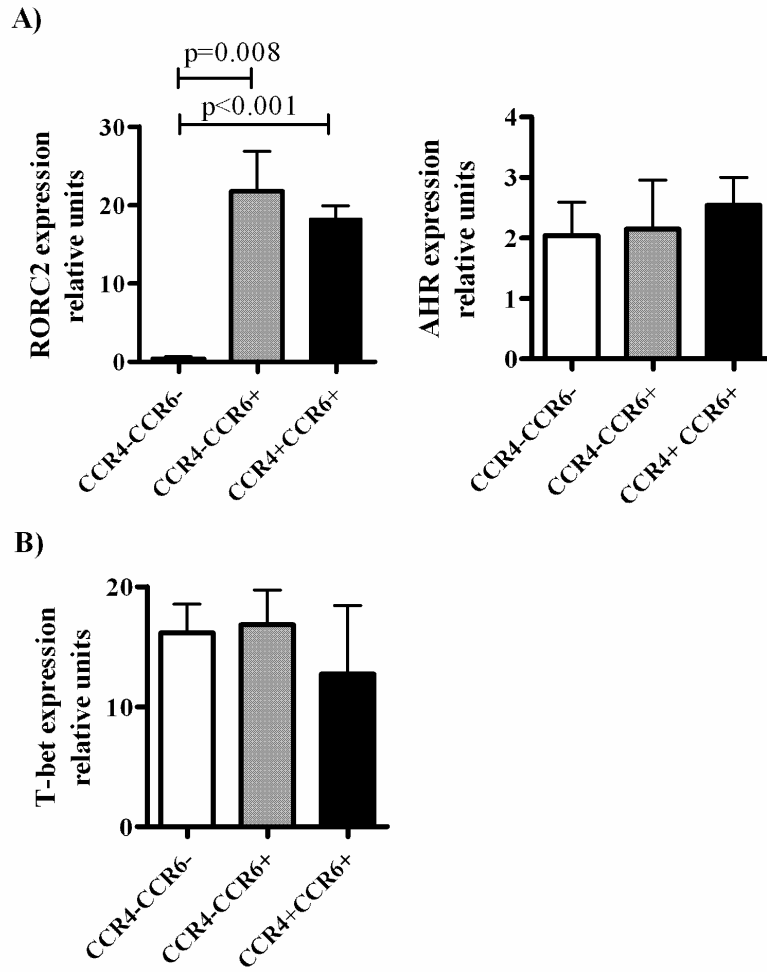 A)
p=0.008
p<0.001
RORC2 expression
relative units
30
20
10
0
CCR4-CCR6-
CCR4-CCR6+
CCR4+CCR6+
AHR expression
relative units
4
3
2
1
0
CCR4-CCR6-
CCR4-CCR6+
CCR4+ CCR6+
B)
T-bet expression
relative units
20
10
0
CCR4-CCR6-
CCR4-CCR6+
CCR4+CCR6+